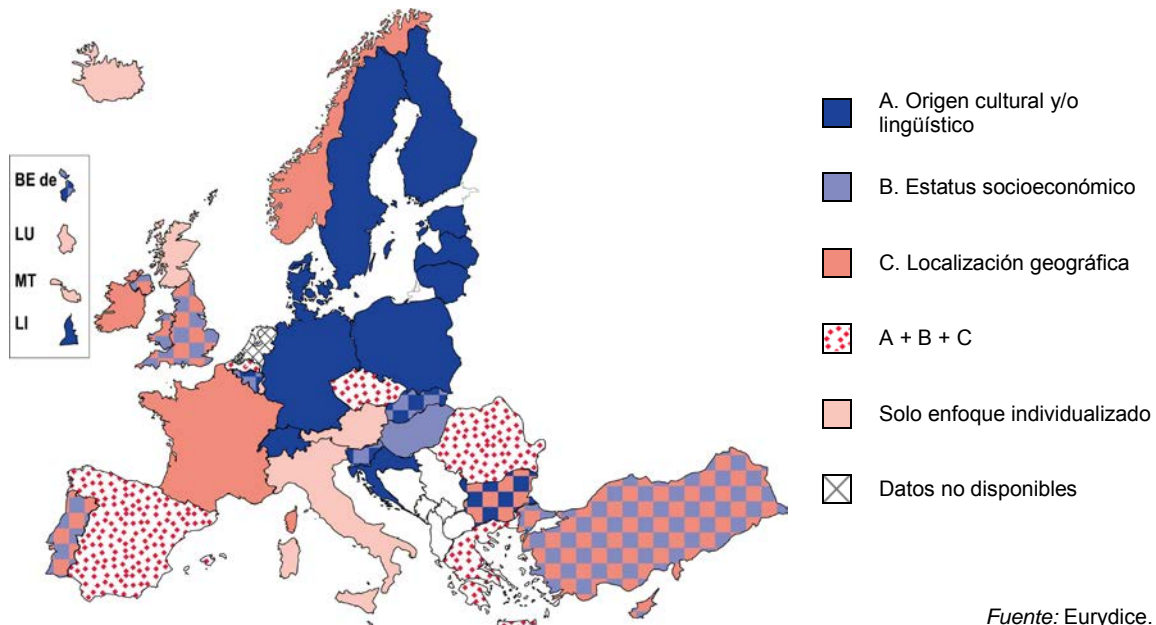 BE de
LU
MT
LI
A. Origen cultural y/o
lingüístico
B. Estatus socioeconómico
C. Localización geográfica
A + B + C
Solo enfoque individualizado
Datos no disponibles
Fuente: Eurydice.